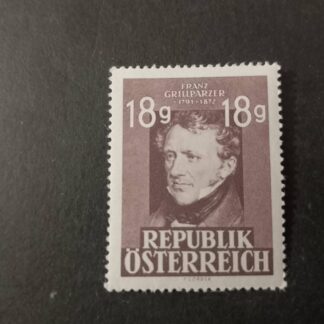 FRANZ
GRILLPARZER
1791-1872
18g 18g
REPUBLIK
ÖSTERREICH